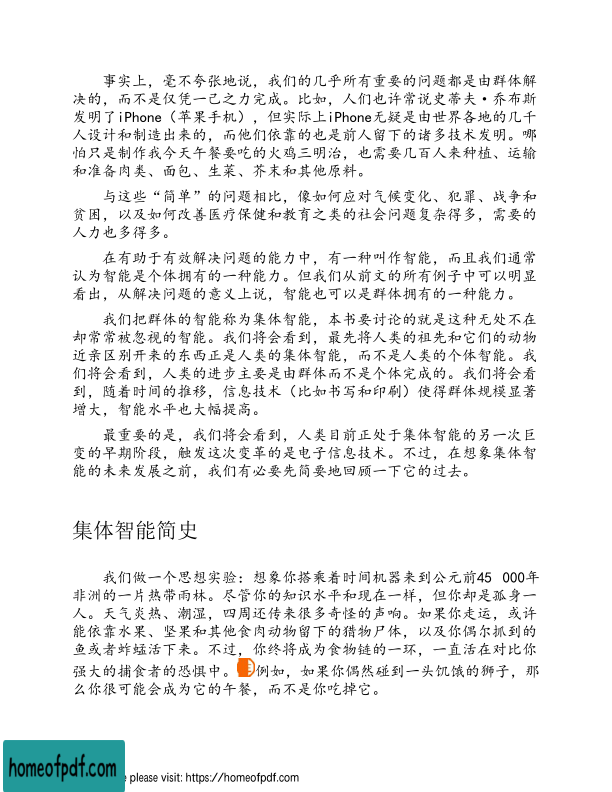 事实上，毫不夸张地说，我们的几乎所有重要的问题都是由群体解
决的，而不是仅凭一己之力完成。比如，人们也许常说史蒂夫·乔布斯
发明了iPhone（苹果手机），但实际上iPhone无疑是由世界各地的几千
人设计和制造出来的，而他们依靠的也是前人留下的诸多技术发明。哪
怕只是制作我今天午餐要吃的火鸡三明治，也需要几百人来种植、运输
和准备肉类、面包、生菜、芥末和其他原料。
与这些“简单”的问题相比，像如何应对气候变化、犯罪、战争和
贫困，以及如何改善医疗保健和教育之类的社会问题复杂得多，需要的
人力也多得多。
在有助于有效解决问题的能力中，有一种叫作智能，而且我们通常
认为智能是个体拥有的一种能力。但我们从前文的所有例子中可以明显
看出，从解决问题的意义上说，智能也可以是群体拥有的一种能力。
我们把群体的智能称为集体智能，本书要讨论的就是这种无处不在
却常常被忽视的智能。我们将会看到，最先将人类的祖先和它们的动物
近亲区别开来的东西正是人类的集体智能，而不是人类的个体智能。我
们将会看到，人类的进步主要是由群体而不是个体完成的。我们将会看
到，随着时间的推移，信息技术（比如书写和印刷）使得群体规模显著
增大，智能水平也大幅提高。
最重要的是，我们将会看到，人类目前正处于集体智能的另一次巨
变的早期阶段，触发这次变革的是电子信息技术。不过，在想象集体智
能的未来发展之前，我们有必要先简要地回顾一下它的过去。
集体智能简史
我们做一个思想实验：想象你搭乘着时间机器来到公元前45 000年
非洲的一片热带雨林。尽管你的知识水平和现在一样，但你却是孤身一
人。天气炎热、潮湿，四周还传来很多奇怪的声响。如果你走运，或许
能依靠水果、坚果和其他食肉动物留下的猎物尸体，以及你偶尔抓到的
鱼或者蚱蜢活下来。不过，你终将成为食物链的一环，一直活在对比你
强大的捕食者的恐惧中。例如，如果你偶然碰到一头饥饿的狮子，那
么你很可能会成为它的午餐，而不是你吃掉它。
homeofpdf.com
please visit: https://homeofpdf.com